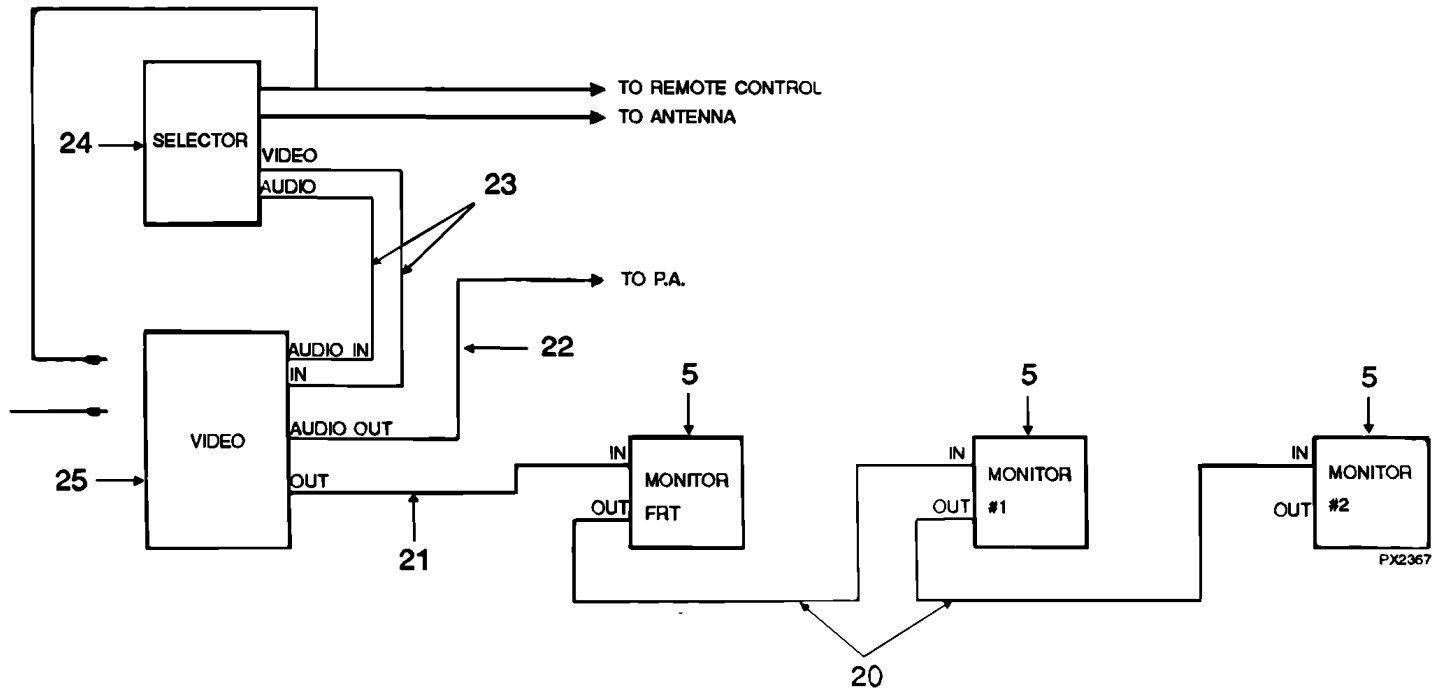 TO REMOTE CONTROL
TO ANTENNA
24
SELECTOR
VIDEO
AUDIO
23
TO P.A.
AUDIO IN
IN
22
AUDIO OUT
VIDEO
25
OUT
21
5
IN
MONITOR
OUT
FRT
5
IN
MONITOR
OUT
#1
5
IN
MONITOR
OUT
#2
PX2367
20